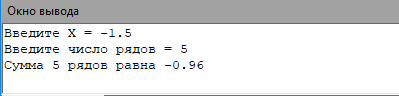 Окно вывода
Введите X = -1.5
Введите число рядов = 5
Сумма 5 рядов равна -0.96